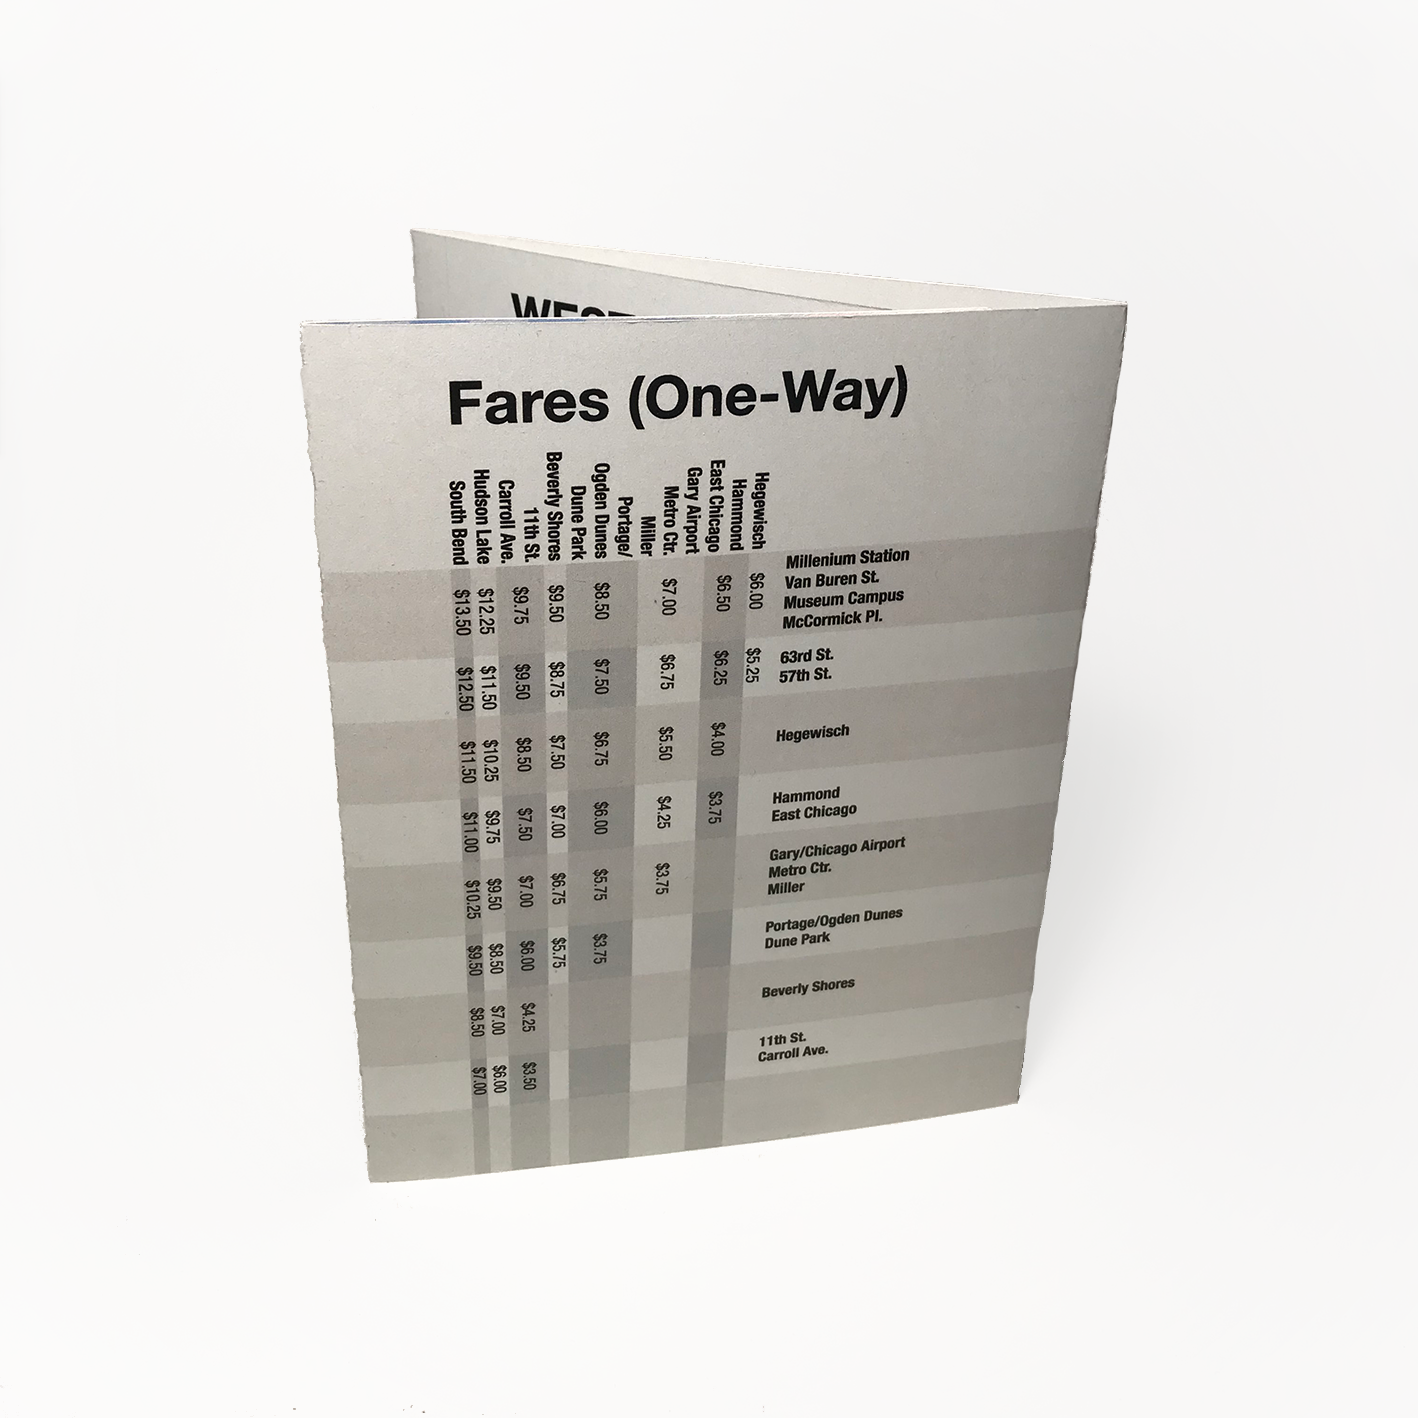 WEST
Fares (One-Way)
South Bend
Hudson Lake
Carroll Ave.
11th St.
Beverly Shores
Dune Park
Ogden Dunes
Portage/
Miller
Metro Ctr.
Gary Airport
East Chicago
Hammond
Hegewisch
Millenium Station
Van Buren St.
Museum Campus
McCormick Pl.
$13.50 $12.25 $9.75 $9.50 $8.50 $7.00 $6.50 $6.00
63rd St.
57th St.
$12.50 $11.50 $9.50 $8.75 $7.50 $6.75 $6.25 $5.25
Hegewisch
$11.50 $10.25 $8.50 $7.50 $6.75 $5.50 $4.00
Hammond
East Chicago
$11.00 $9.75 $7.50 $7.00 $6.00 $4.25 $3.75
Gary/Chicago Airport
Metro Ctr.
Miller
$10.25 $9.50 $7.00 $6.75 $5.75 $3.75
Portage/Ogden Dunes
Dune Park
$9.50 $8.50 $6.00 $5.75 $3.75
Beverly Shores
$8.50 $7.00 $4.25
11th St.
Carroll Ave.
$7.00 $6.00 $3.50